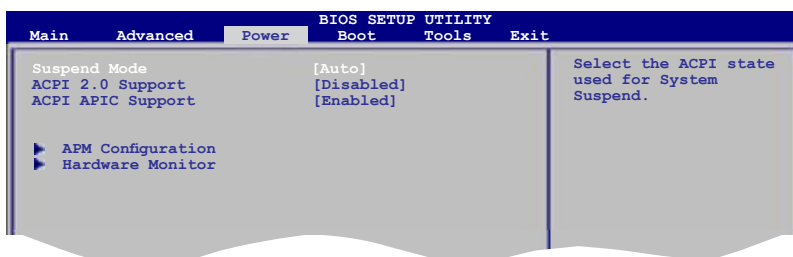 BIOS SETUP UTILITY
Main Advanced Power Boot Tools Exit
Suspend Mode [Auto]
ACPI 2.0 Support [Disabled]
ACPI APIC Support [Enabled]
APM Configuration
Hardware Monitor
Select the ACPI state
used for System
Suspend.